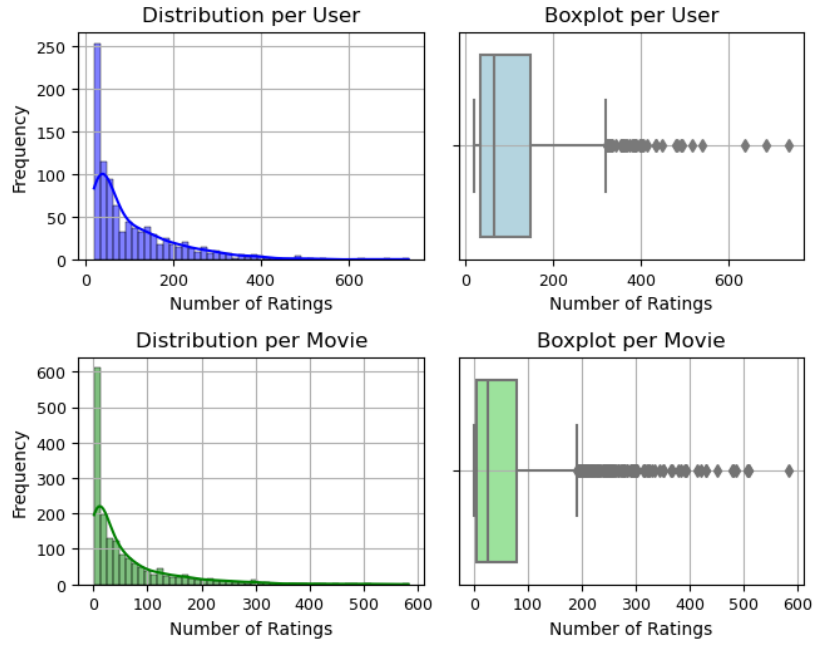 Distribution per User
Boxplot per User
250
200
150
100
50
0
Frequency
0 200 400 600
Number of Ratings
0 200 400 600
Number of Ratings
Distribution per Movie
Boxplot per Movie
600
500
400
300
200
100
0
Frequency
0 100 200 300 400 500 600
Number of Ratings
0 100 200 300 400 500 600
Number of Ratings